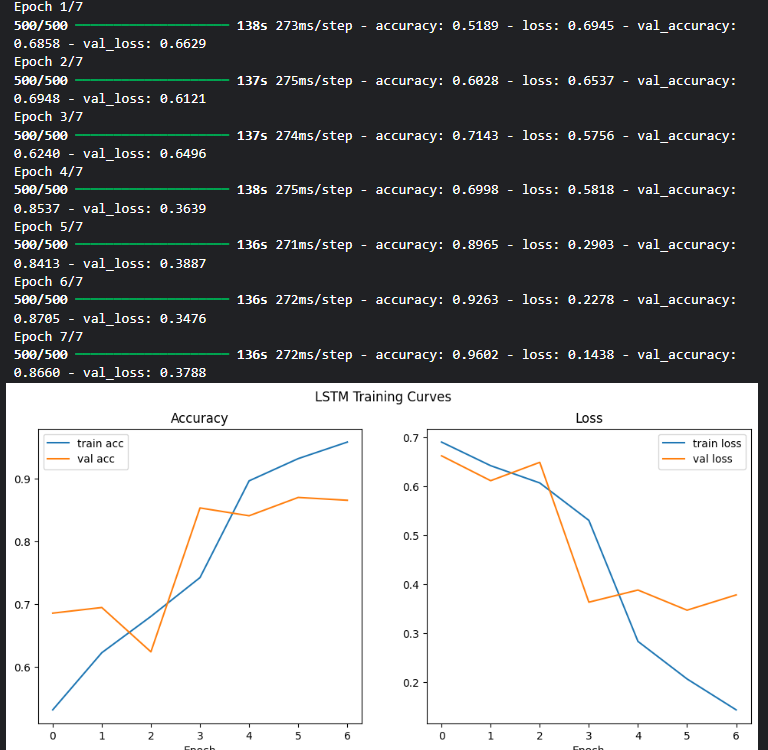 Epoch 1/7
500/500 ━━━━━━━━━━━━━━━━━━━━ 138s 273ms/step - accuracy: 0.5189 - loss: 0.6945 - val_accuracy:
0.6858 - val_loss: 0.6629
Epoch 2/7
500/500 ━━━━━━━━━━━━━━━━━━━━ 137s 275ms/step - accuracy: 0.6028 - loss: 0.6537 - val_accuracy:
0.6948 - val_loss: 0.6121
Epoch 3/7
500/500 ━━━━━━━━━━━━━━━━━━━━ 137s 274ms/step - accuracy: 0.7143 - loss: 0.5756 - val_accuracy:
0.6240 - val_loss: 0.6496
Epoch 4/7
500/500 ━━━━━━━━━━━━━━━━━━━━ 138s 275ms/step - accuracy: 0.6998 - loss: 0.5818 - val_accuracy:
0.8537 - val_loss: 0.3639
Epoch 5/7
500/500 ━━━━━━━━━━━━━━━━━━━━ 136s 271ms/step - accuracy: 0.8965 - loss: 0.2903 - val_accuracy:
0.8413 - val_loss: 0.3887
Epoch 6/7
500/500 ━━━━━━━━━━━━━━━━━━━━ 136s 272ms/step - accuracy: 0.9263 - loss: 0.2278 - val_accuracy:
0.8705 - val_loss: 0.3476
Epoch 7/7
500/500 ━━━━━━━━━━━━━━━━━━━━ 136s 272ms/step - accuracy: 0.9602 - loss: 0.1438 - val_accuracy:
0.8660 - val_loss: 0.3788
LSTM Training Curves
Accuracy
train acc
val acc
0.9
0.8
0.7
0.6
0 1 2 3 4 5 6
Epoch
Loss
train loss
val loss
0.7
0.6
0.5
0.4
0.3
0.2
0 1 2 3 4 5 6
Epoch